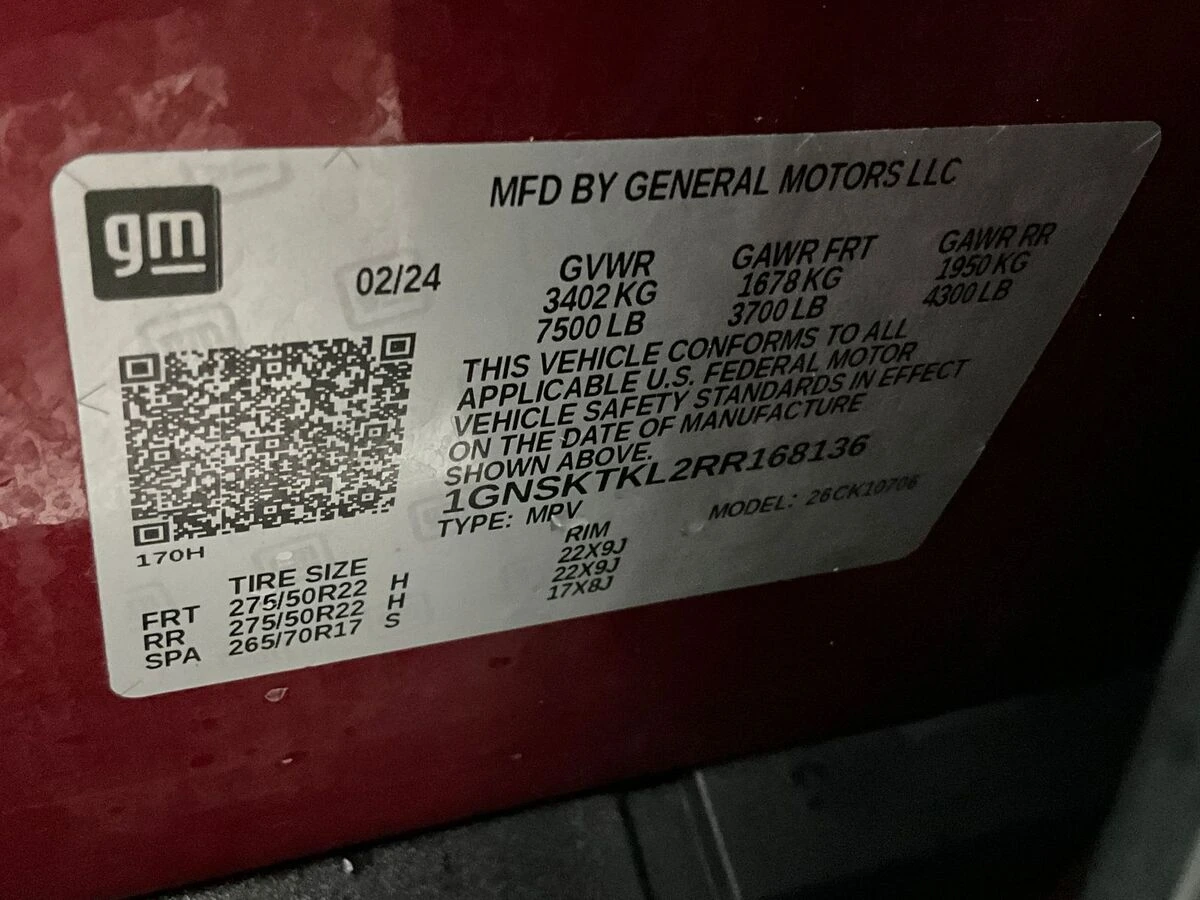 gm
MFD BY GENERAL MOTORS LLC
02/24
GVWR GAWR FRT GAWR RR
3402 KG 1678 KG 1950 KG
7500 LB 3700 LB 4300 LB
THIS VEHICLE CONFORMS TO ALL
APPLICABLE U.S. FEDERAL MOTOR
VEHICLE SAFETY STANDARDS IN EFFECT
ON THE DATE OF MANUFACTURE
SHOWN ABOVE.
1GNSKTKL2RR168136
TYPE: MPV MODEL: 26CK10706
170H
TIRE SIZE RIM
FRT 275/50R22 H 22X9J
RR 275/50R22 H 22X9J
SPA 265/70R17 S 17X8J